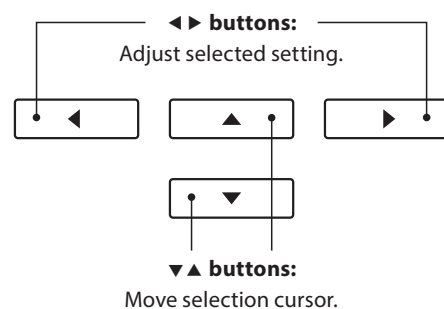 ◀ ▶ buttons:
Adjust selected setting.
◀
▲
▶
▼
▼ ▲ buttons:
Move selection cursor.